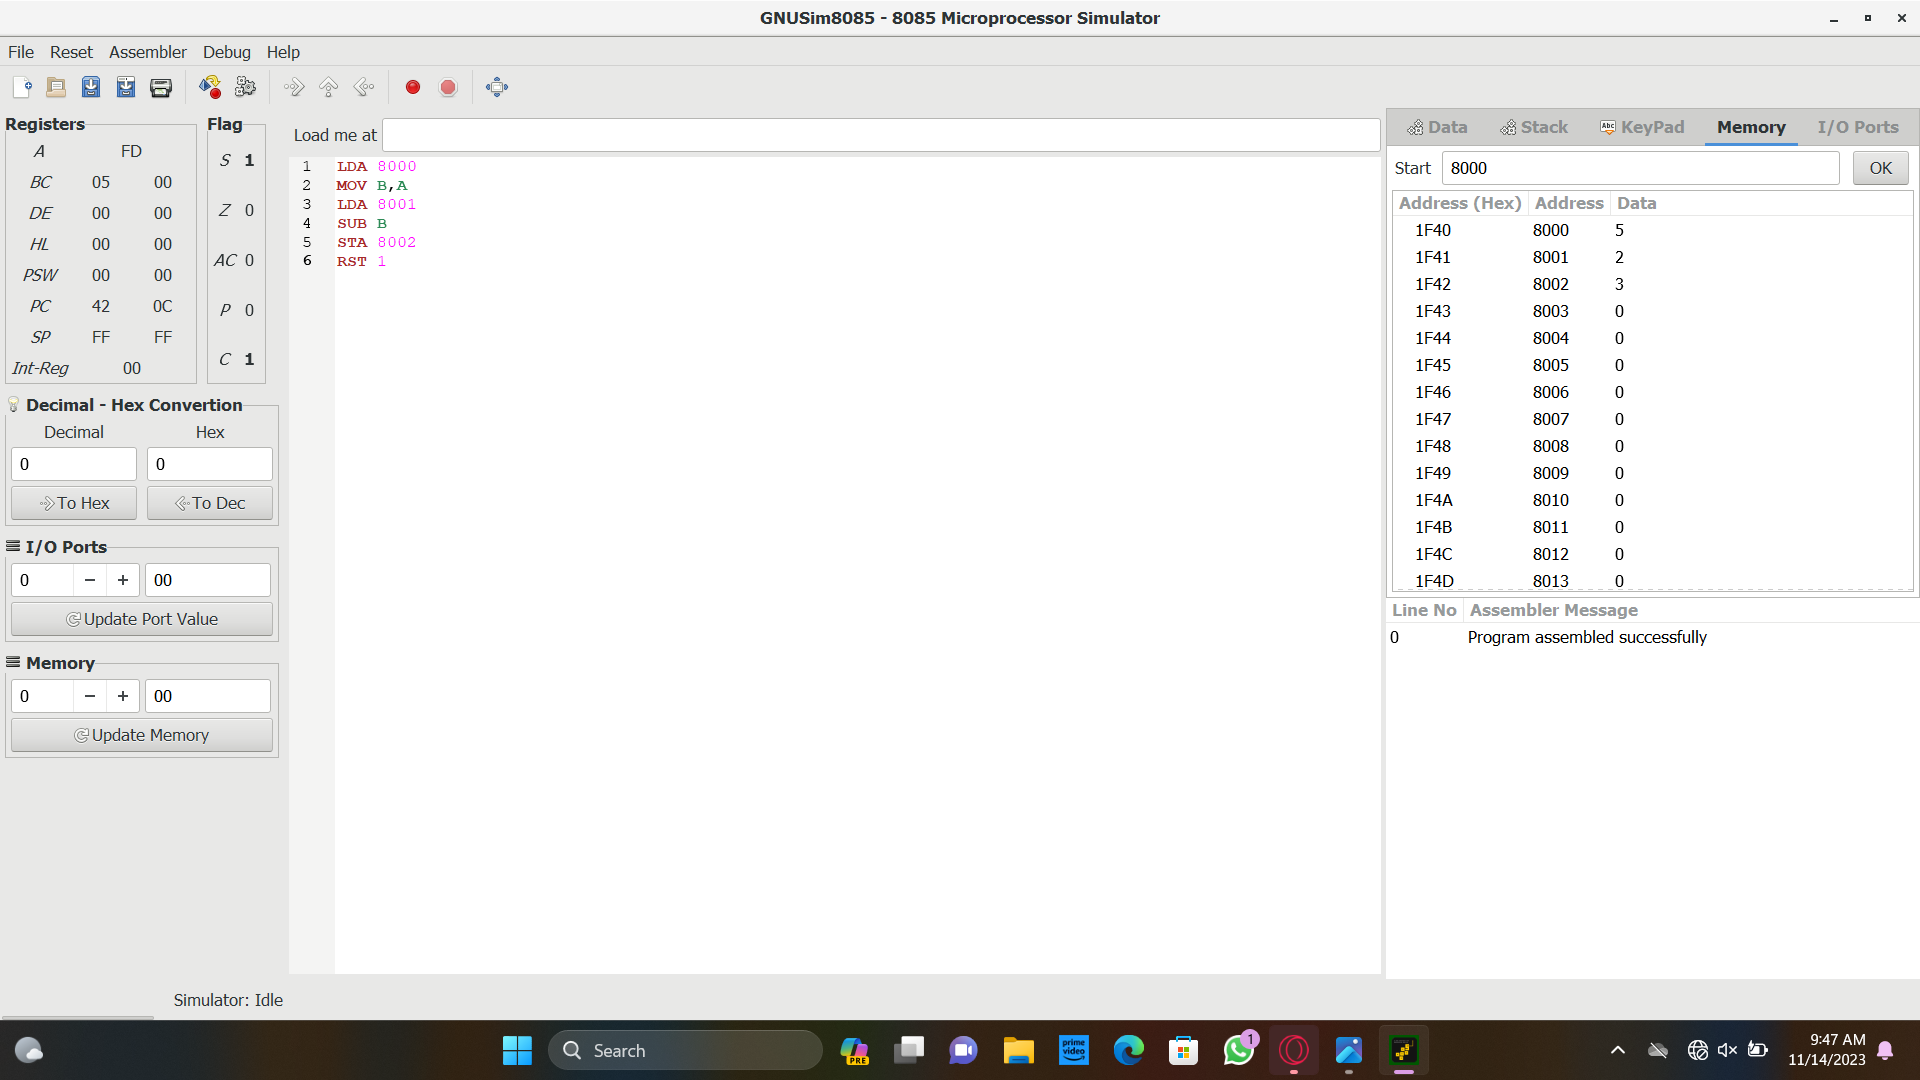 GNUSim8085 - 8085 Microprocessor Simulator
File Reset Assembler Debug Help
Registers
A FD
BC 05 00
DE 00 00
HL 00 00
PSW 00 00
PC 42 0C
SP FF FF
Int-Reg 00
Flag
S 1
Z 0
AC 0
P 0
C 1
Decimal - Hex Convertion
Decimal Hex
0 0
To Hex To Dec
I/O Ports
0 − + 00
Update Port Value
Memory
0 − + 00
Update Memory
Load me at
1 LDA 8000
2 MOV B,A
3 LDA 8001
4 SUB B
5 STA 8002
6 RST 1
Data Stack Abc KeyPad Memory I/O Ports
Start 8000 OK
Address (Hex) Address Data
1F40 8000 5
1F41 8001 2
1F42 8002 3
1F43 8003 0
1F44 8004 0
1F45 8005 0
1F46 8006 0
1F47 8007 0
1F48 8008 0
1F49 8009 0
1F4A 8010 0
1F4B 8011 0
1F4C 8012 0
1F4D 8013 0
Line No Assembler Message
0 Program assembled successfully
Simulator: Idle
Search
PRE
prime video
1
9:47 AM
11/14/2023